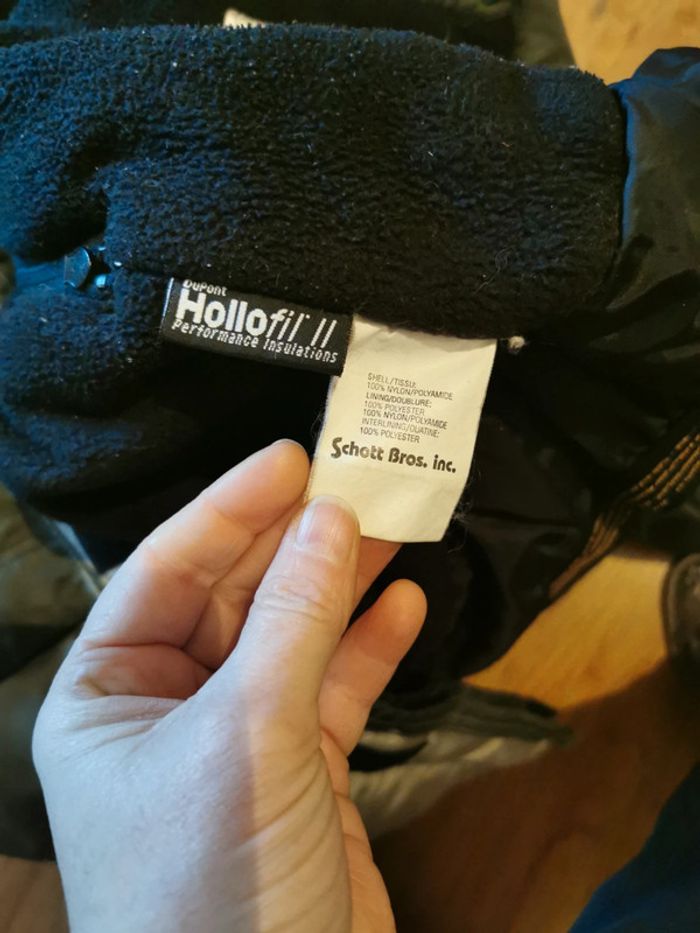 DuPont
Hollofil® II
Performance Insulations
SHELL/TISSU:
100% NYLON/POLYAMIDE
LINING/DOUBLURE:
100% POLYESTER
100% NYLON/POLYAMIDE
INTERLINING/OUATINE:
100% POLYESTER
Schott Bros. inc.